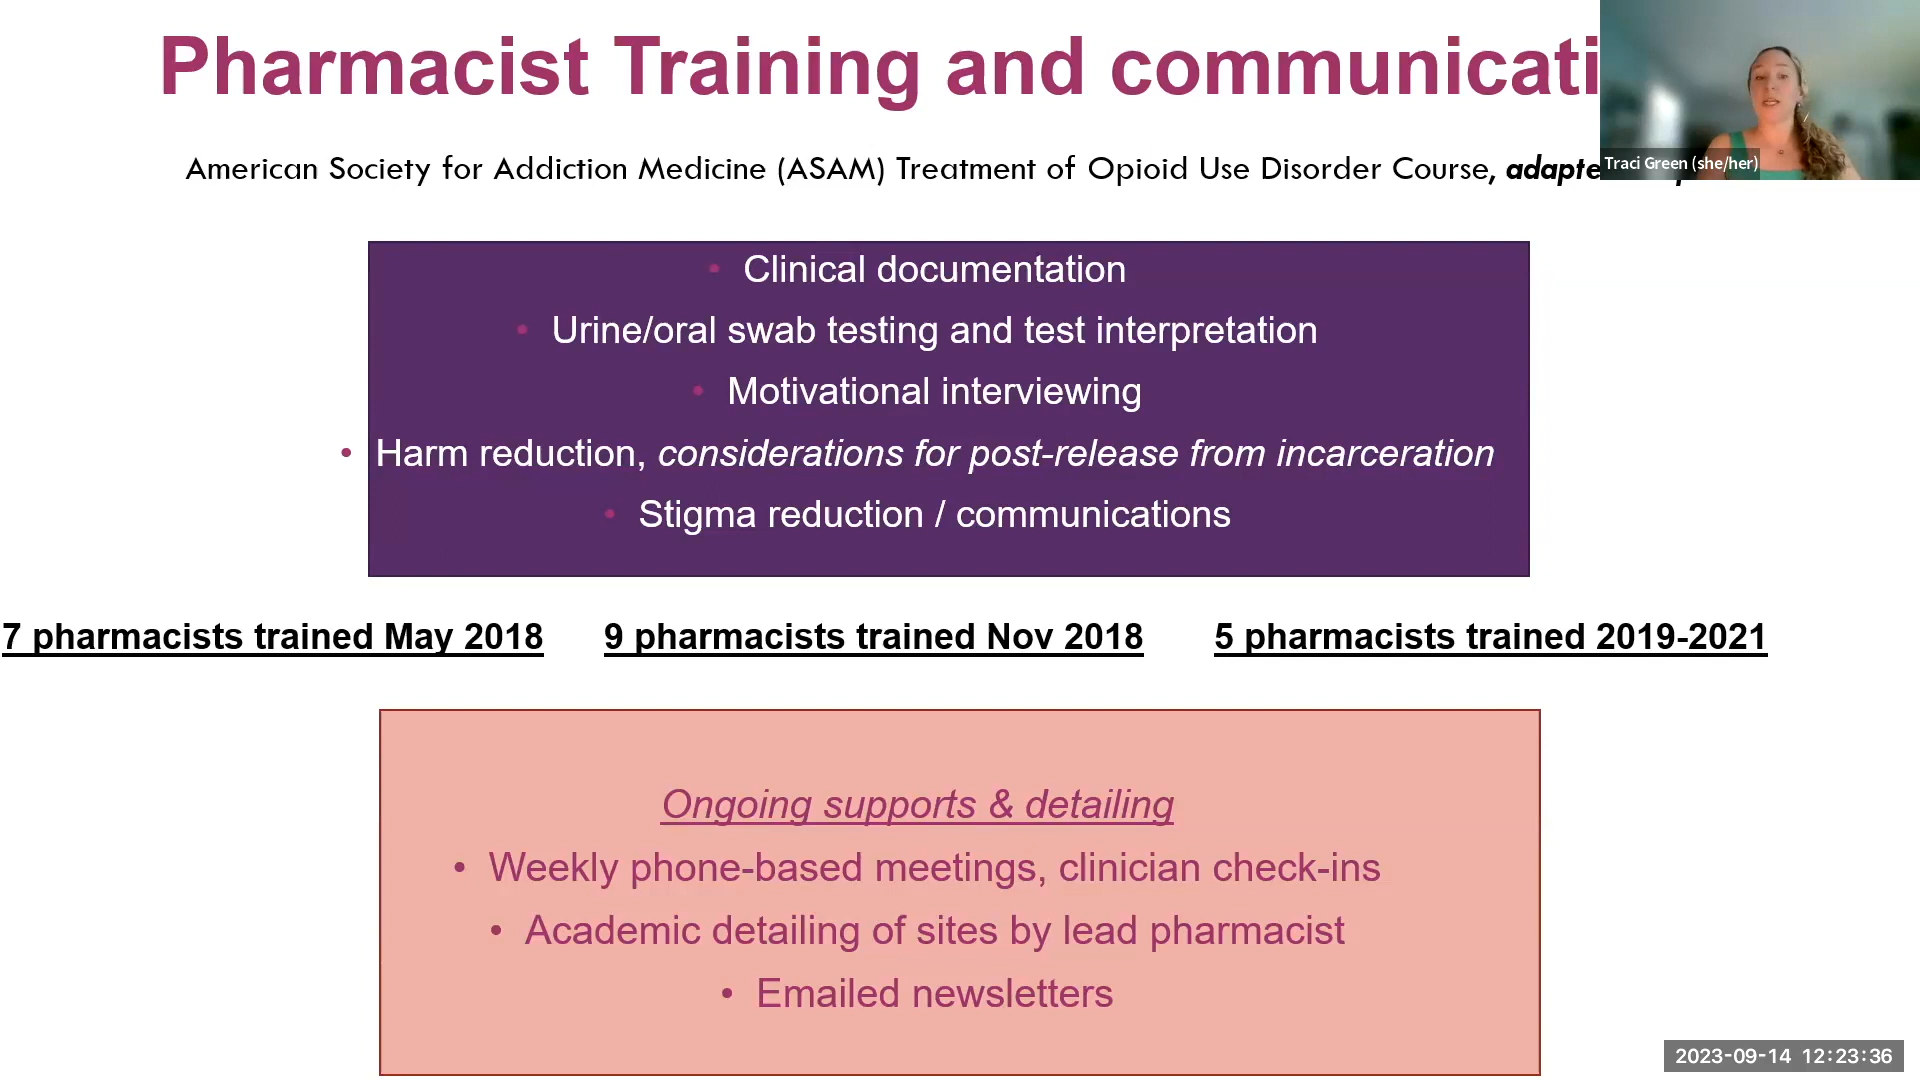 Pharmacist Training and communicati
American Society for Addiction Medicine (ASAM) Treatment of Opioid Use Disorder Course, adapte
Traci Green (she/her)
• Clinical documentation
• Urine/oral swab testing and test interpretation
• Motivational interviewing
• Harm reduction, considerations for post-release from incarceration
• Stigma reduction / communications
7 pharmacists trained May 2018 9 pharmacists trained Nov 2018 5 pharmacists trained 2019-2021
Ongoing supports & detailing
• Weekly phone-based meetings, clinician check-ins
• Academic detailing of sites by lead pharmacist
• Emailed newsletters
2023-09-14 12:23:36